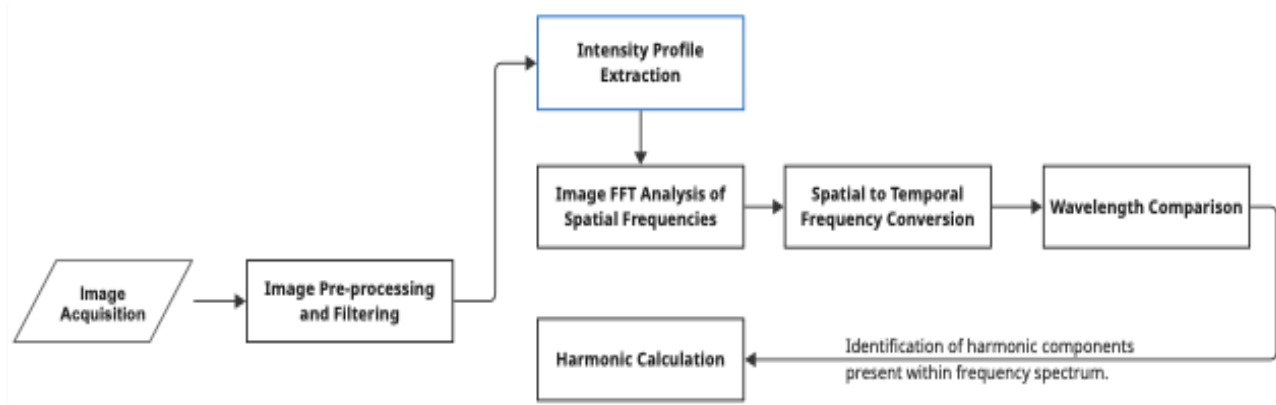 Image
Acquisition
Image Pre-processing
and Filtering
Intensity Profile
Extraction
Image FFT Analysis of
Spatial Frequencies
Spatial to Temporal
Frequency Conversion
Wavelength Comparison
Identification of harmonic components
present within frequency spectrum.
Harmonic Calculation